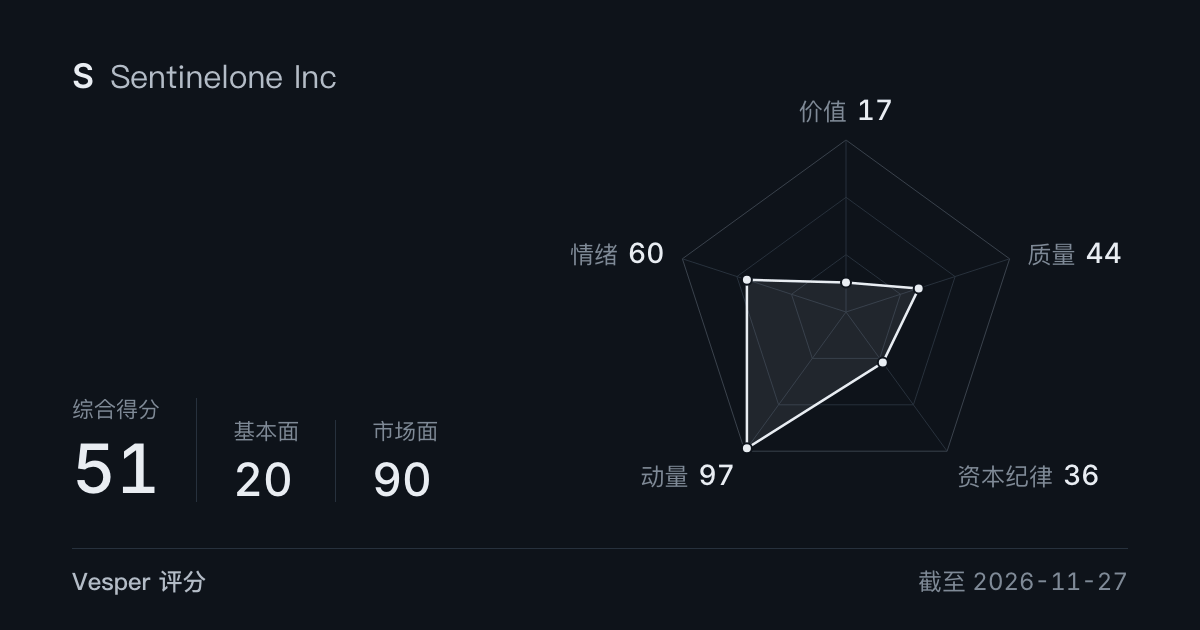 S Sentinelone Inc
价值 17
情绪 60
质量 44
动量 97
资本纪律 36
综合得分
51
基本面
20
市场面
90
Vesper 评分
截至 2026-11-27